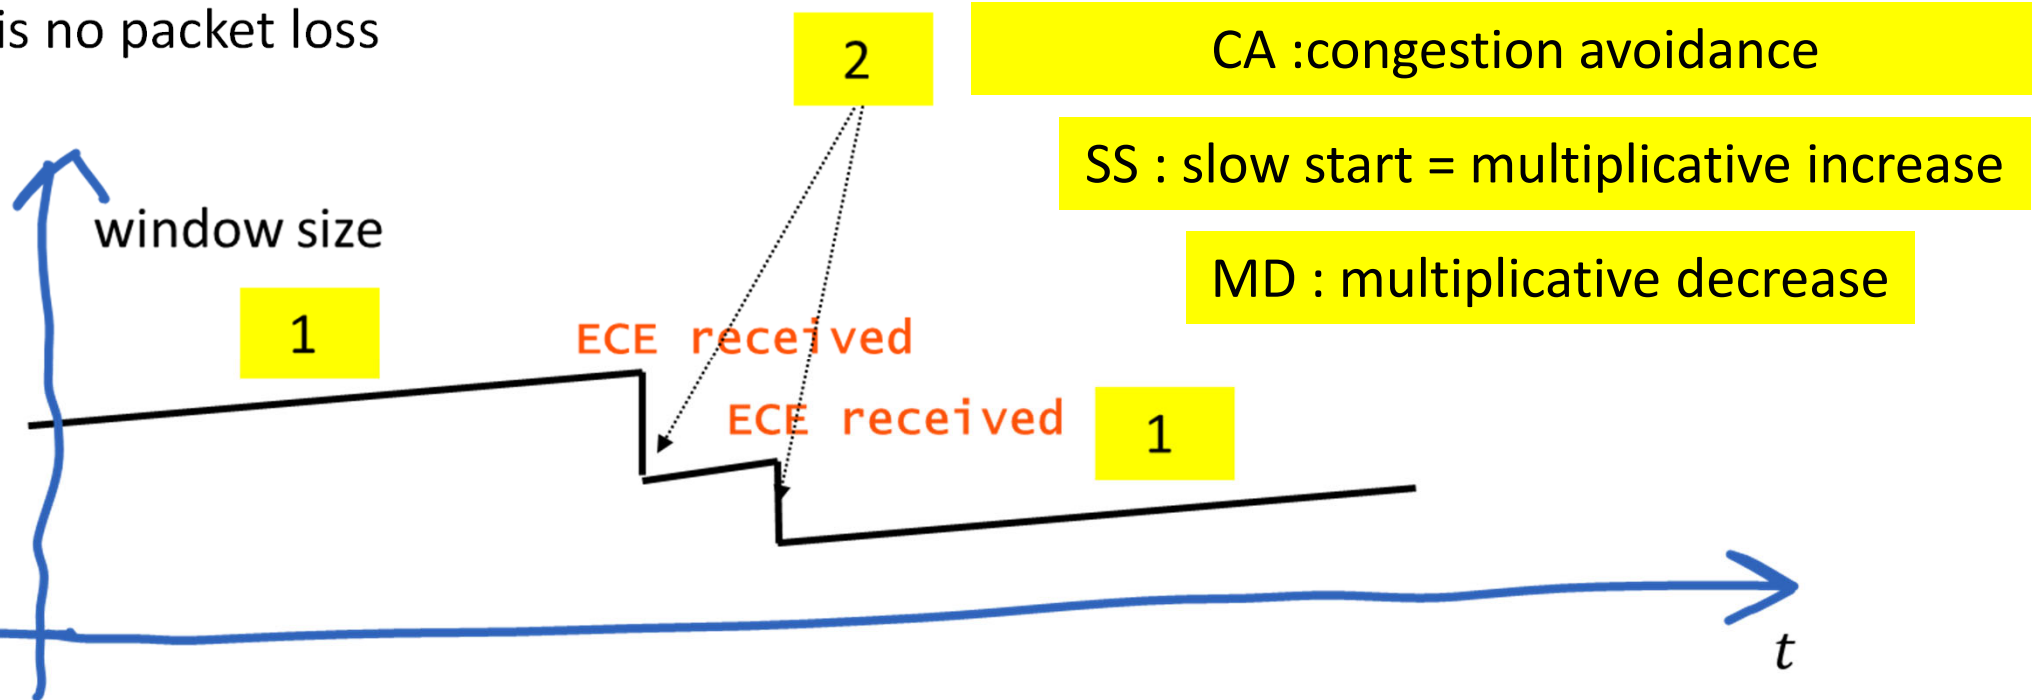 is no packet loss
2
CA :congestion avoidance
SS : slow start = multiplicative increase
window size
MD : multiplicative decrease
1
ECE received
ECE received
1
t